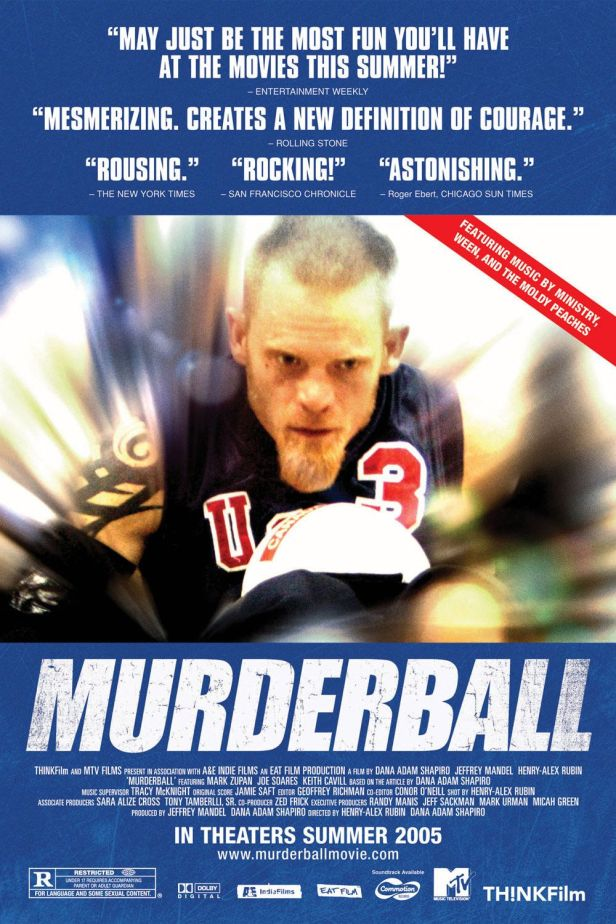 “MAY JUST BE THE MOST FUN YOU’LL HAVE
AT THE MOVIES THIS SUMMER!”
– ENTERTAINMENT WEEKLY
“MESMERIZING. CREATES A NEW DEFINITION OF COURAGE.”
– ROLLING STONE
“ROUSING.” “ROCKING!” “ASTONISHING.”
– THE NEW YORK TIMES – SAN FRANCISCO CHRONICLE – Roger Ebert, CHICAGO SUN TIMES
FEATURING MUSIC BY MINISTRY,
WEEN, AND THE MOLDY PEACHES
U 3
MURDERBALL
THINKFilm and MTV FILMS PRESENT IN ASSOCIATION WITH A&E INDIE FILMS AN EAT FILM PRODUCTION A FILM BY DANA ADAM SHAPIRO JEFFREY MANDEL HENRY-ALEX RUBIN
'MURDERBALL' FEATURING MARK ZUPAN JOE SOARES KEITH CAVILL BASED ON THE ARTICLE BY DANA ADAM SHAPIRO
MUSIC SUPERVISOR TRACY McKNIGHT ORIGINAL SCORE JAMIE SAFT EDITOR GEOFFREY RICHMAN CO-EDITOR CONOR O'NEILL SHOT BY HENRY-ALEX RUBIN
ASSOCIATE PRODUCERS SARA ALIZE CROSS TONY TAMBERLLI, SR. CO-PRODUCER ZED FRICK EXECUTIVE PRODUCERS RANDY MANIS JEFF SACKMAN MARK URMAN MICAH GREEN
PRODUCED BY JEFFREY MANDEL DANA ADAM SHAPIRO DIRECTED BY HENRY-ALEX RUBIN DANA ADAM SHAPIRO
IN THEATERS SUMMER 2005
www.murderballmovie.com
R RESTRICTED
UNDER 17 REQUIRES ACCOMPANYING
PARENT OR ADULT GUARDIAN
FOR LANGUAGE AND SOME SEXUAL CONTENT.
DOLBY
DIGITAL
A&E IndieFilms
EAT FILM
Soundtrack Available
Commotion
MTV
MUSIC TELEVISION
TH!NKFilm